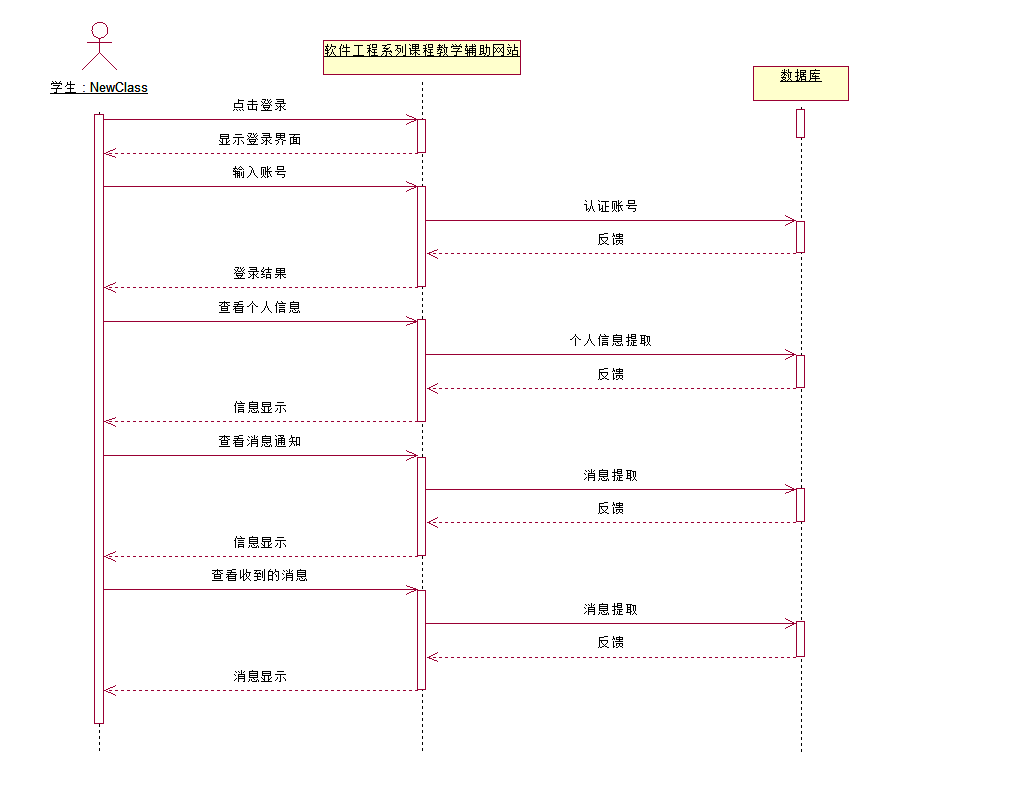 软件工程系列课程教学辅助网站
数据库
学生 : NewClass
点击登录
显示登录界面
输入账号
认证账号
反馈
登录结果
查看个人信息
个人信息提取
反馈
信息显示
查看消息通知
消息提取
反馈
信息显示
查看收到的消息
消息提取
反馈
消息显示